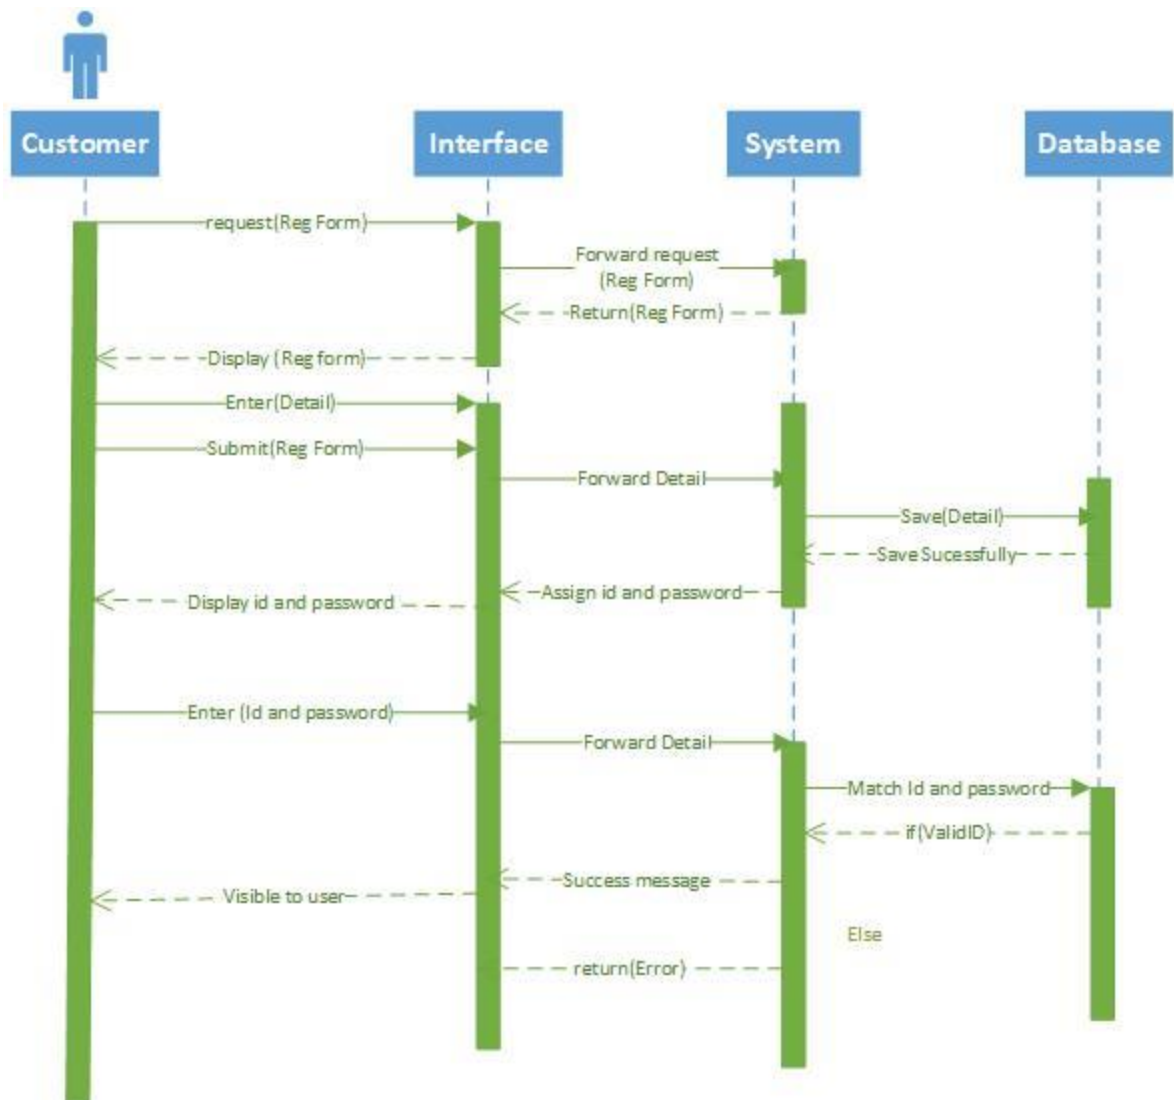 Customer
Interface
System
Database
request(Reg Form)
Forward request
(Reg Form)
Return(Reg Form)
Display (Reg form)
Enter(Detail)
Submit(Reg Form)
Forward Detail
Save(Detail)
SaveSucessfully
Assign id and password
Display id and password
Enter (Id and password)
Forward Detail
Match Id and password
if(ValidID)
Success message
Visible to user
Else
return(Error)